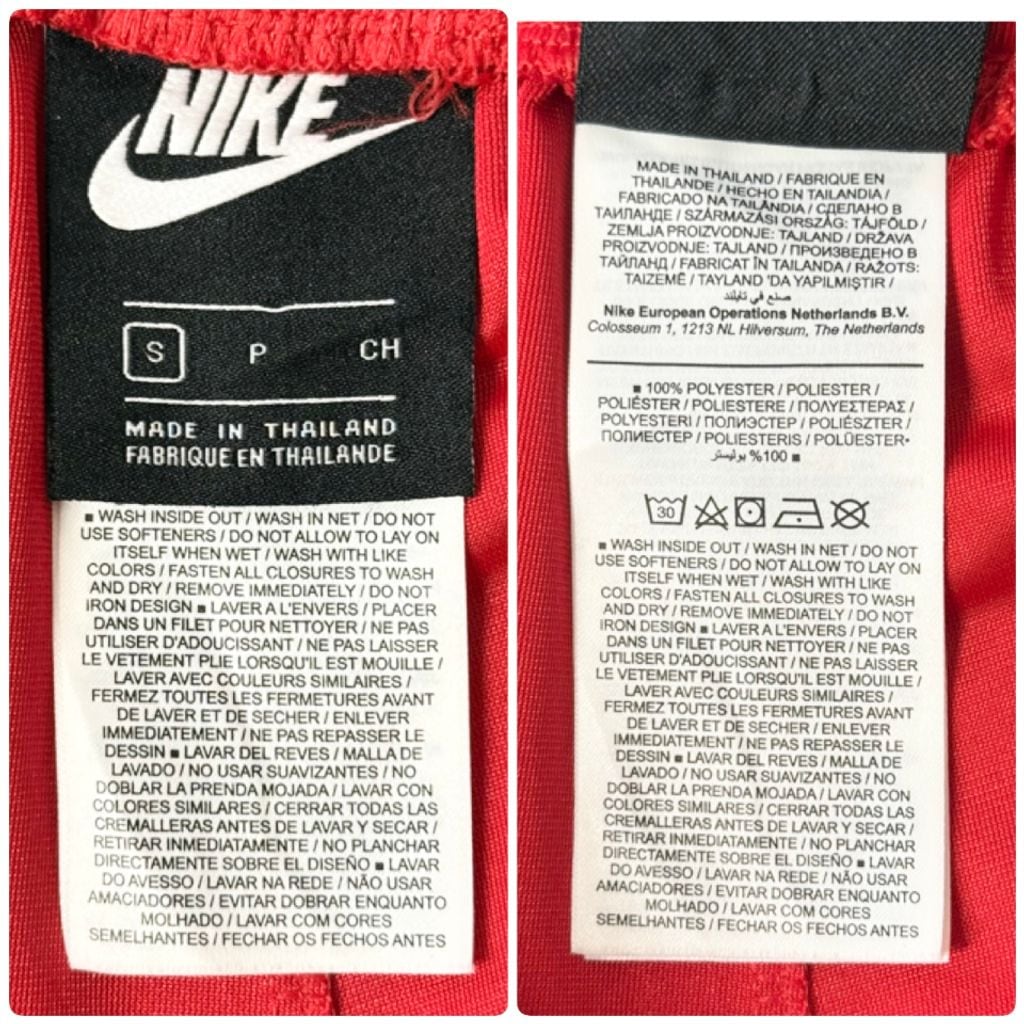 NIKE
S P CH
MADE IN THAILAND
FABRIQUE EN THAILANDE
■ WASH INSIDE OUT / WASH IN NET / DO NOT
USE SOFTENERS / DO NOT ALLOW TO LAY ON
ITSELF WHEN WET / WASH WITH LIKE
COLORS / FASTEN ALL CLOSURES TO WASH
AND DRY / REMOVE IMMEDIATELY / DO NOT
IRON DESIGN ■ LAVER A L'ENVERS / PLACER
DANS UN FILET POUR NETTOYER / NE PAS
UTILISER D'ADOUCISSANT / NE PAS LAISSER
LE VETEMENT PLIE LORSQU'IL EST MOUILLE /
LAVER AVEC COULEURS SIMILAIRES /
FERMEZ TOUTES LES FERMETURES AVANT
DE LAVER ET DE SECHER / ENLEVER
IMMEDIATEMENT / NE PAS REPASSER LE
DESSIN ■ LAVAR DEL REVES / MALLA DE
LAVADO / NO USAR SUAVIZANTES / NO
DOBLAR LA PRENDA MOJADA / LAVAR CON
COLORES SIMILARES / CERRAR TODAS LAS
CREMALLERAS ANTES DE LAVAR Y SECAR /
RETIRAR INMEDIATAMENTE / NO PLANCHAR
DIRECTAMENTE SOBRE EL DISEÑO ■ LAVAR
DO AVESSO / LAVAR NA REDE / NÃO USAR
AMACIADORES / EVITAR DOBRAR ENQUANTO
MOLHADO / LAVAR COM CORES
SEMELHANTES / FECHAR OS FECHOS ANTES
MADE IN THAILAND / FABRIQUE EN
THAILANDE / HECHO EN TAILANDIA /
FABRICADO NA TAILÂNDIA / СДЕЛАНО В
ТАИЛАНДЕ / SZÁRMAZÁSI ORSZÁG: TÁJFÖLD /
ZEMLJA PROIZVODNJE: TAJLAND / DRŽAVA
PROIZVODNJE: TAJLAND / ПРОИЗВЕДЕНО В
ТАЙЛАНД / FABRICAT ÎN TAILANDA / RAŽOTS:
TAIZEMĒ / TAYLAND 'DA YAPILMIŞTIR /
صنع في تايلند
Nike European Operations Netherlands B.V.
Colosseum 1, 1213 NL Hilversum, The Netherlands
■ 100% POLYESTER / POLIESTER /
POLIÉSTER / POLIESTERE / ΠΟΛΥΕΣΤΕΡΑΣ /
POLYESTERI / ПОЛИЭСТЕР / POLIÉSZTER /
ПОЛИЕСТЕР / POLIESTERIS / POLÜESTER•
■ 100% بوليستر
30
■ WASH INSIDE OUT / WASH IN NET / DO NOT
USE SOFTENERS / DO NOT ALLOW TO LAY ON
ITSELF WHEN WET / WASH WITH LIKE
COLORS / FASTEN ALL CLOSURES TO WASH
AND DRY / REMOVE IMMEDIATELY / DO NOT
IRON DESIGN ■ LAVER A L'ENVERS / PLACER
DANS UN FILET POUR NETTOYER / NE PAS
UTILISER D'ADOUCISSANT / NE PAS LAISSER
LE VETEMENT PLIE LORSQU'IL EST MOUILLE /
LAVER AVEC COULEURS SIMILAIRES /
FERMEZ TOUTES LES FERMETURES AVANT
DE LAVER ET DE SECHER / ENLEVER
IMMEDIATEMENT / NE PAS REPASSER LE
DESSIN ■ LAVAR DEL REVES / MALLA DE
LAVADO / NO USAR SUAVIZANTES / NO
DOBLAR LA PRENDA MOJADA / LAVAR CON
COLORES SIMILARES / CERRAR TODAS LAS
CREMALLERAS ANTES DE LAVAR Y SECAR /
RETIRAR INMEDIATAMENTE / NO PLANCHAR
DIRECTAMENTE SOBRE EL DISEÑO ■ LAVAR
DO AVESSO / LAVAR NA REDE / NÃO USAR
AMACIADORES / EVITAR DOBRAR ENQUANTO
MOLHADO / LAVAR COM CORES
SEMELHANTES / FECHAR OS FECHOS ANTES